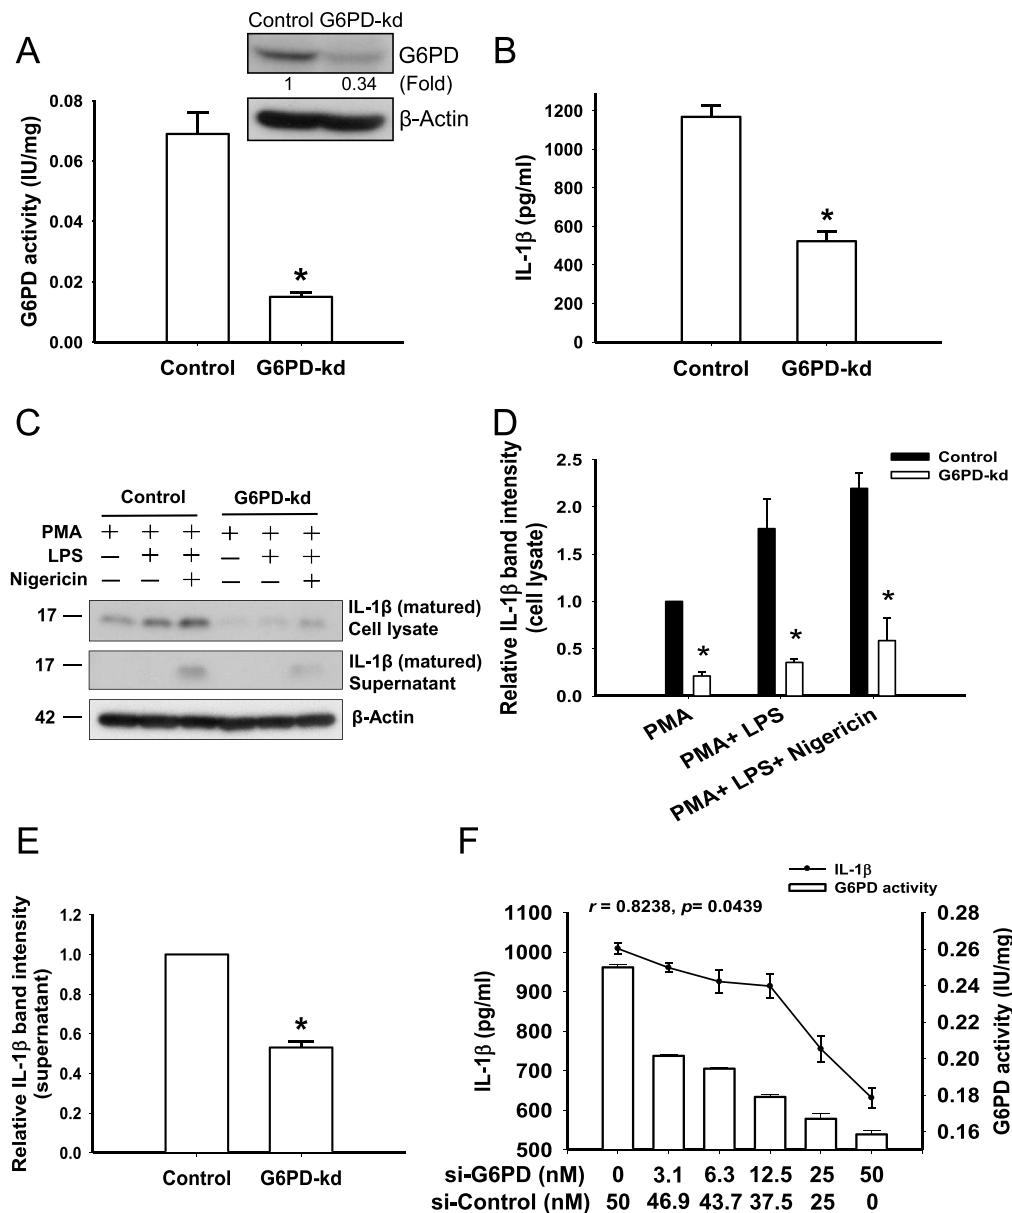 A
Control G6PD-kd
G6PD
1 0.34 (Fold)
β-Actin
G6PD activity (IU/mg)
0.08
0.06
0.04
0.02
0.00
*
Control G6PD-kd
B
IL-1β (pg/ml)
1200
1000
800
600
400
200
0
*
Control G6PD-kd
C
Control G6PD-kd
PMA + + + + + +
LPS — + + — + +
Nigericin — — + — — +
17 — IL-1β (matured)
Cell lysate
17 — IL-1β (matured)
Supernatant
42 — β-Actin
D
Control
G6PD-kd
Relative IL-1β band intensity
(cell lysate)
2.5
2.0
1.5
1.0
0.5
0.0
* * *
PMA
PMA+ LPS
PMA+ LPS+ Nigericin
E
Relative IL-1β band intensity
(supernatant)
1.2
1.0
0.8
0.6
0.4
0.2
0.0
*
Control G6PD-kd
F
IL-1β
G6PD activity
r = 0.8238, p= 0.0439
IL-1β (pg/ml)
1100
1000
900
800
700
600
500
0.28
0.26
0.24
0.22
0.20
0.18
0.16
G6PD activity (IU/mg)
si-G6PD (nM) 0 3.1 6.3 12.5 25 50
si-Control (nM) 50 46.9 43.7 37.5 25 0